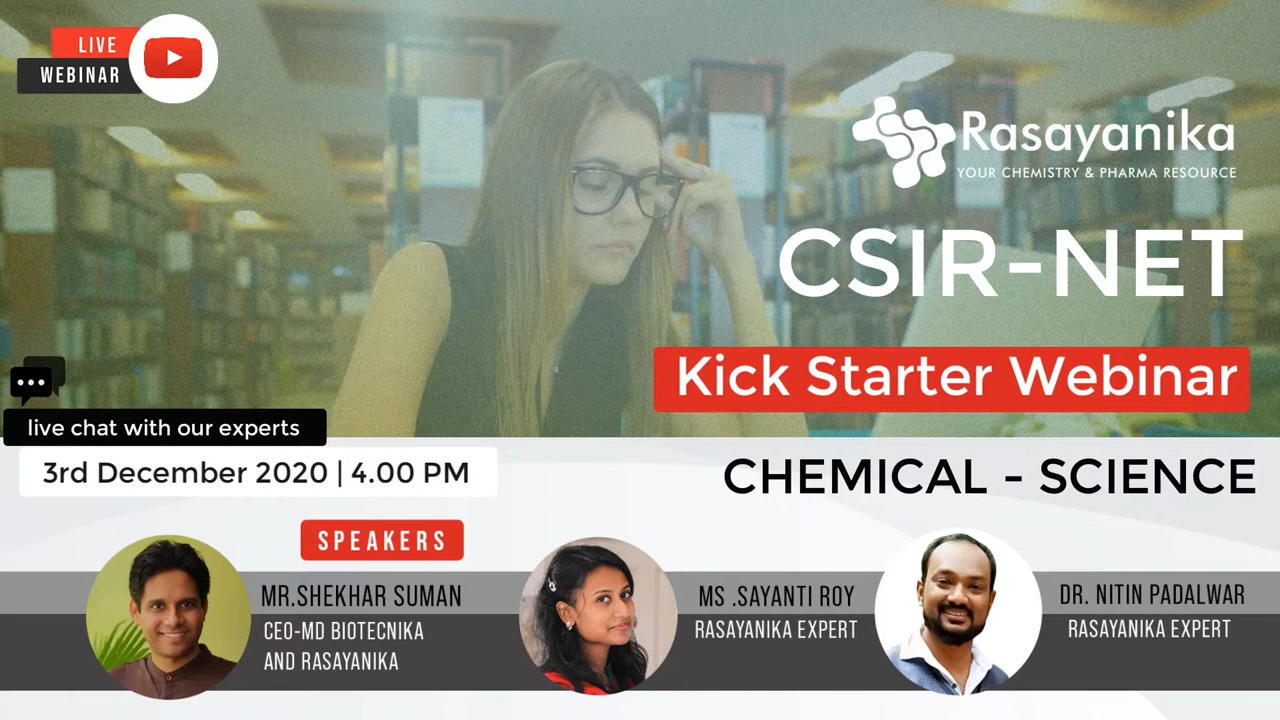 LIVE
WEBINAR
Rasayanika
YOUR CHEMISTRY & PHARMA RESOURCE
CSIR-NET
Kick Starter Webinar
live chat with our experts
3rd December 2020 | 4.00 PM
CHEMICAL - SCIENCE
SPEAKERS
MR.SHEKHAR SUMAN
CEO-MD BIOTECNIKA
AND RASAYANIKA
MS .SAYANTI ROY
RASAYANIKA EXPERT
DR. NITIN PADALWAR
RASAYANIKA EXPERT